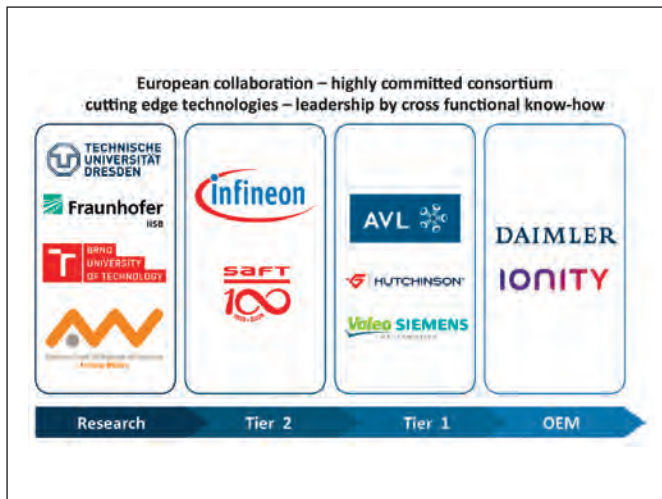 European collaboration – highly committed consortium
cutting edge technologies – leadership by cross functional know-how
TECHNISCHE
UNIVERSITÄT
DRESDEN
Fraunhofer
IISB
BRNO
UNIVERSITY
OF TECHNOLOGY
infineon
saft
100
AVL
HUTCHINSON
Valeo SIEMENS
DAIMLER
IONITY
Research
Tier 2
Tier 1
OEM